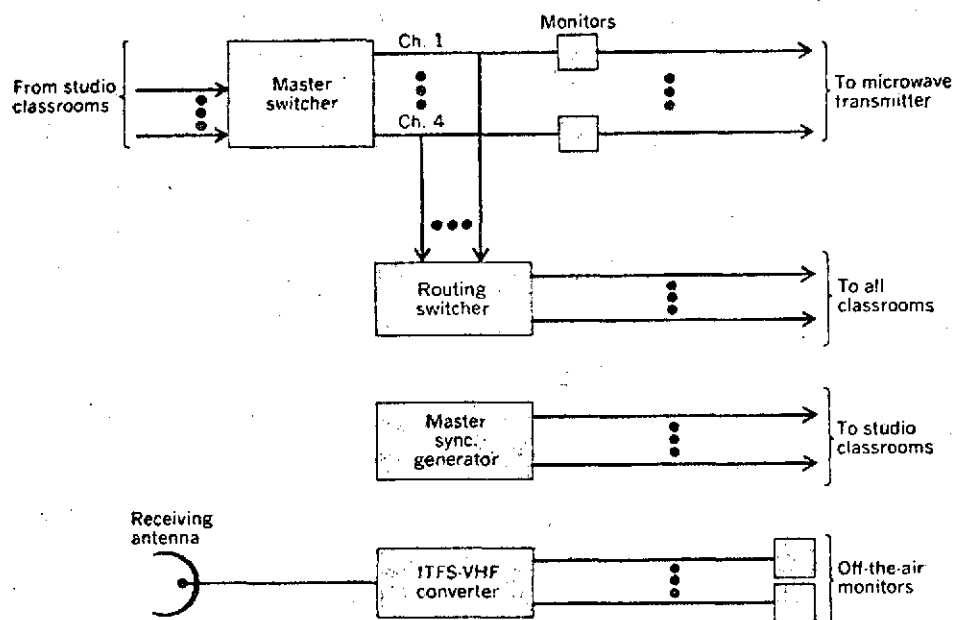 Monitors
Ch. 1
From studio
classrooms
Master
switcher
To microwave
transmitter
Ch. 4
Routing
switcher
To all
classrooms
Master
sync.
generator
To studio
classrooms
Receiving
antenna
ITFS-VHF
converter
Off-the-air
monitors